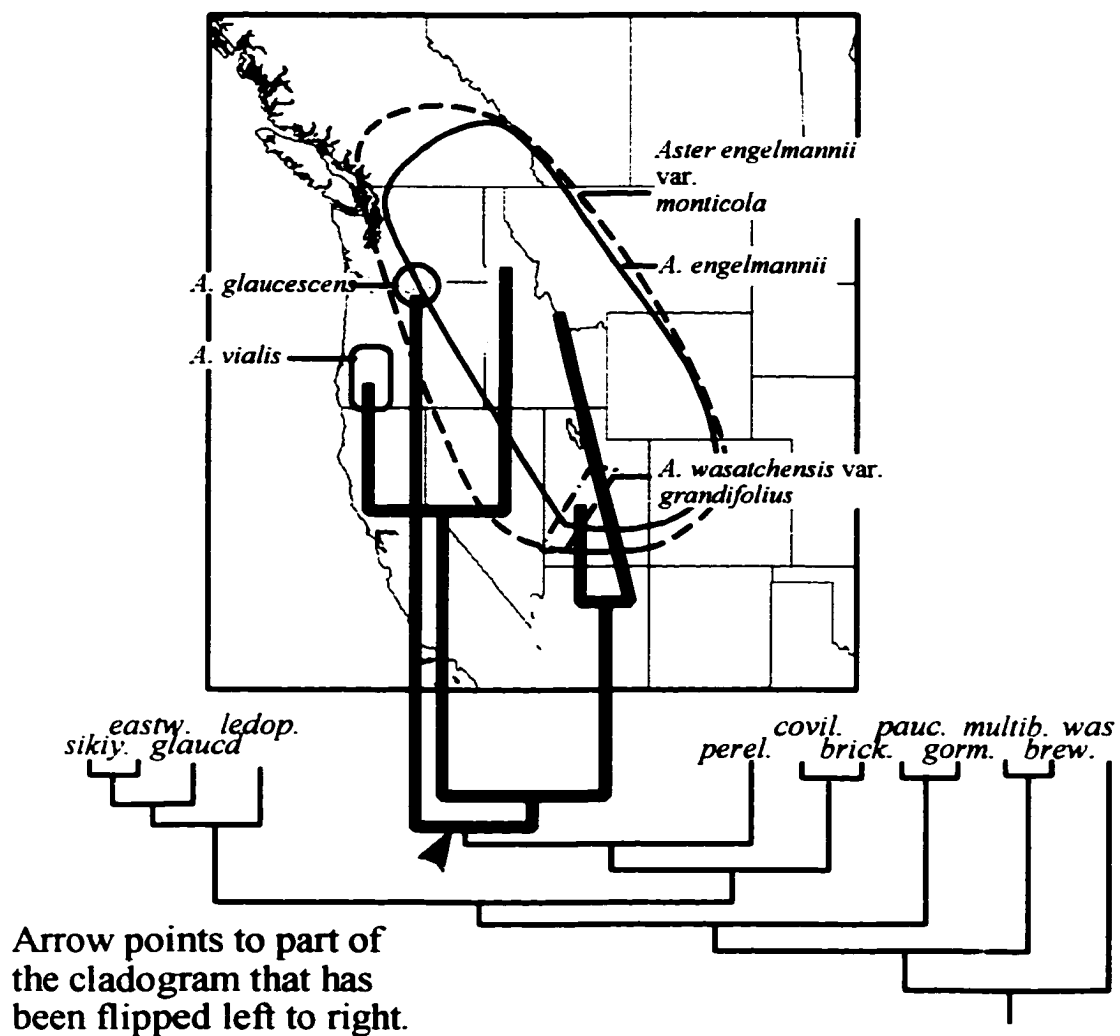 Aster engelmannii
var.
monticola
A. engelmannii
A. glaucescens
A. vialis
A. wasatchensis var.
grandifolius
eastw. ledop.
sikiy. glaucd
covil. pauc. multib. was
perel. brick. gorm. brew.
Arrow points to part of
the cladogram that has
been flipped left to right.